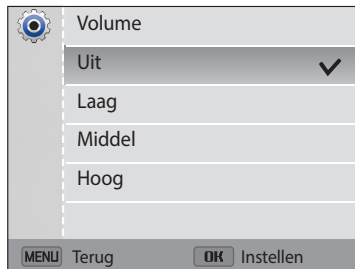 Volume
Uit
Laag
Middel
Hoog
MENU Terug OK Instellen